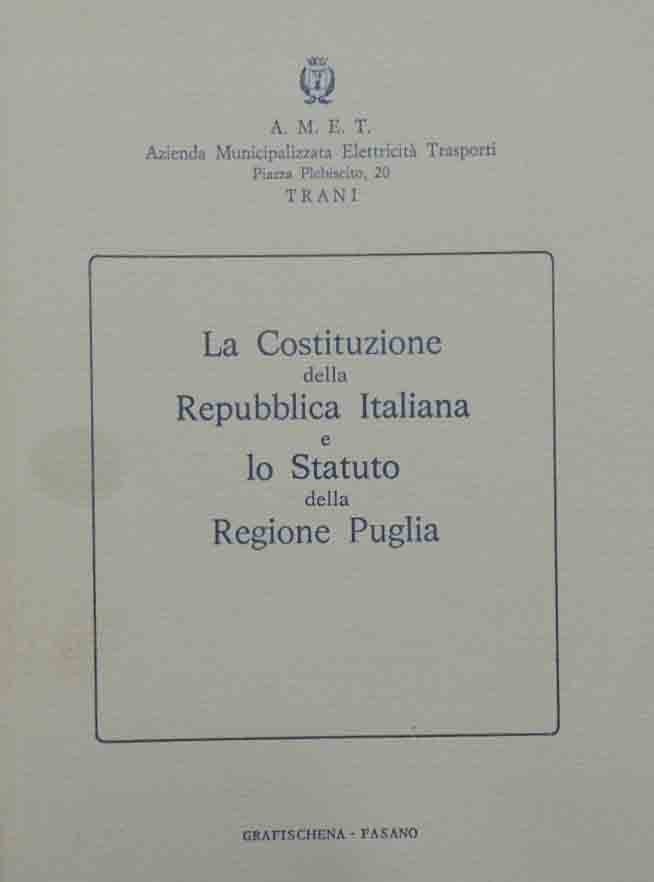 A. M. E. T.
Azienda Municipalizzata Elettricità Trasporti
Piazza Plebiscito, 20
TRANI
La Costituzione
della
Repubblica Italiana
e
lo Statuto
della
Regione Puglia
GRAFISCHENA - FASANO